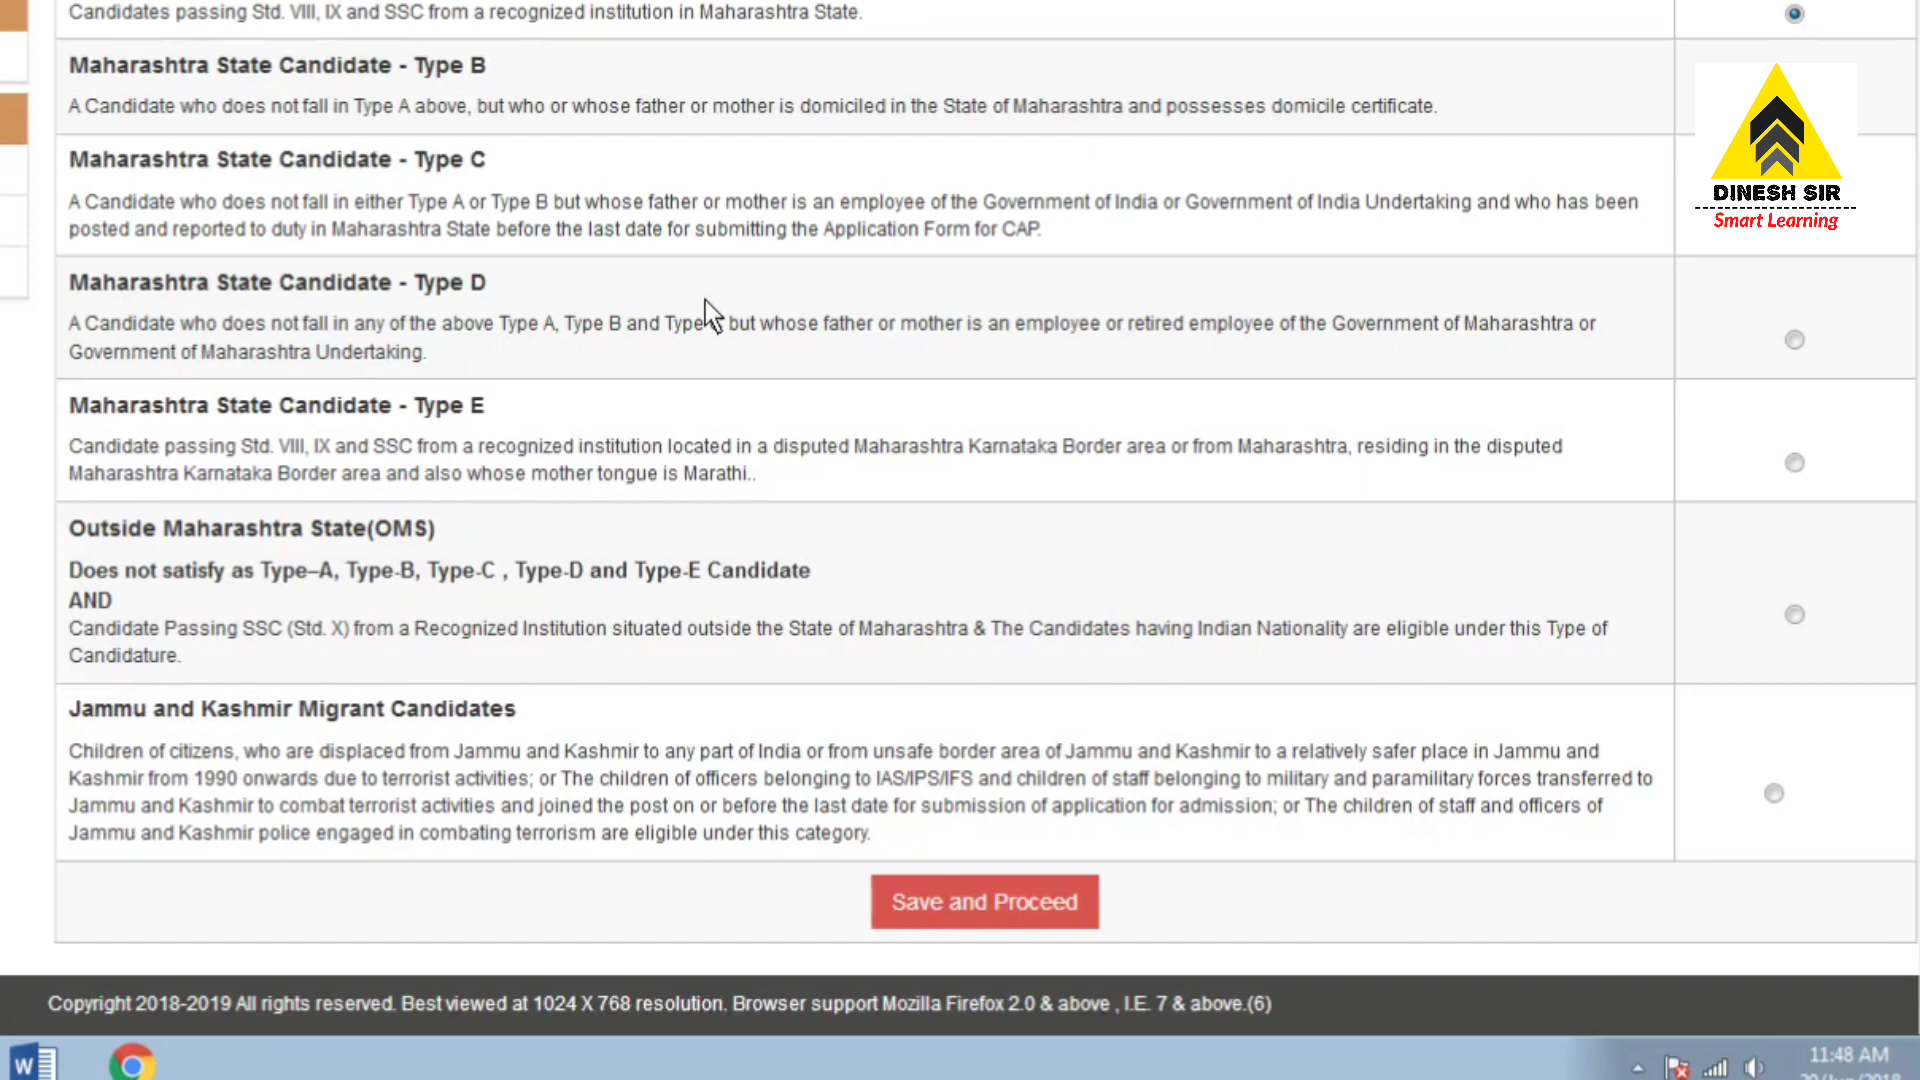 Candidates passing Std. VIII, IX and SSC from a recognized institution in Maharashtra State.
Maharashtra State Candidate - Type B
A Candidate who does not fall in Type A above, but who or whose father or mother is domiciled in the State of Maharashtra and possesses domicile certificate.
Maharashtra State Candidate - Type C
A Candidate who does not fall in either Type A or Type B but whose father or mother is an employee of the Government of India or Government of India Undertaking and who has been
posted and reported to duty in Maharashtra State before the last date for submitting the Application Form for CAP.
DINESH SIR
Smart Learning
Maharashtra State Candidate - Type D
A Candidate who does not fall in any of the above Type A, Type B and Type but whose father or mother is an employee or retired employee of the Government of Maharashtra or
Government of Maharashtra Undertaking.
Maharashtra State Candidate - Type E
Candidate passing Std. VIII, IX and SSC from a recognized institution located in a disputed Maharashtra Karnataka Border area or from Maharashtra, residing in the disputed
Maharashtra Karnataka Border area and also whose mother tongue is Marathi..
Outside Maharashtra State(OMS)
Does not satisfy as Type–A, Type-B, Type-C , Type-D and Type-E Candidate
AND
Candidate Passing SSC (Std. X) from a Recognized Institution situated outside the State of Maharashtra & The Candidates having Indian Nationality are eligible under this Type of
Candidature.
Jammu and Kashmir Migrant Candidates
Children of citizens, who are displaced from Jammu and Kashmir to any part of India or from unsafe border area of Jammu and Kashmir to a relatively safer place in Jammu and
Kashmir from 1990 onwards due to terrorist activities; or The children of officers belonging to IAS/IPS/IFS and children of staff belonging to military and paramilitary forces transferred to
Jammu and Kashmir to combat terrorist activities and joined the post on or before the last date for submission of application for admission; or The children of staff and officers of
Jammu and Kashmir police engaged in combating terrorism are eligible under this category.
Save and Proceed
Copyright 2018-2019 All rights reserved. Best viewed at 1024 X 768 resolution. Browser support Mozilla Firefox 2.0 & above , I.E. 7 & above.(6)
W
11:48 AM